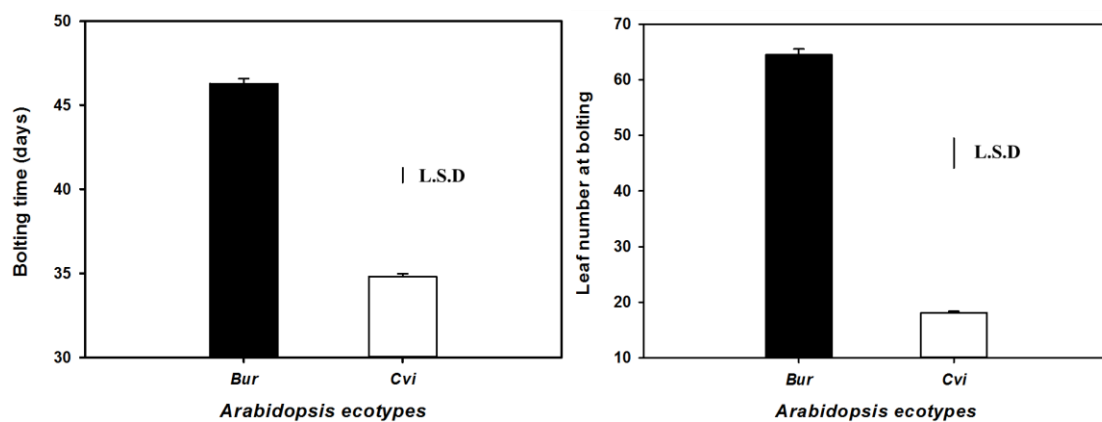 Bolting time (days)
50
45
40
35
30
L.S.D
Bur
Cvi
Arabidopsis ecotypes
Leaf number at bolting
70
60
50
40
30
20
10
L.S.D
Bur
Cvi
Arabidopsis ecotypes